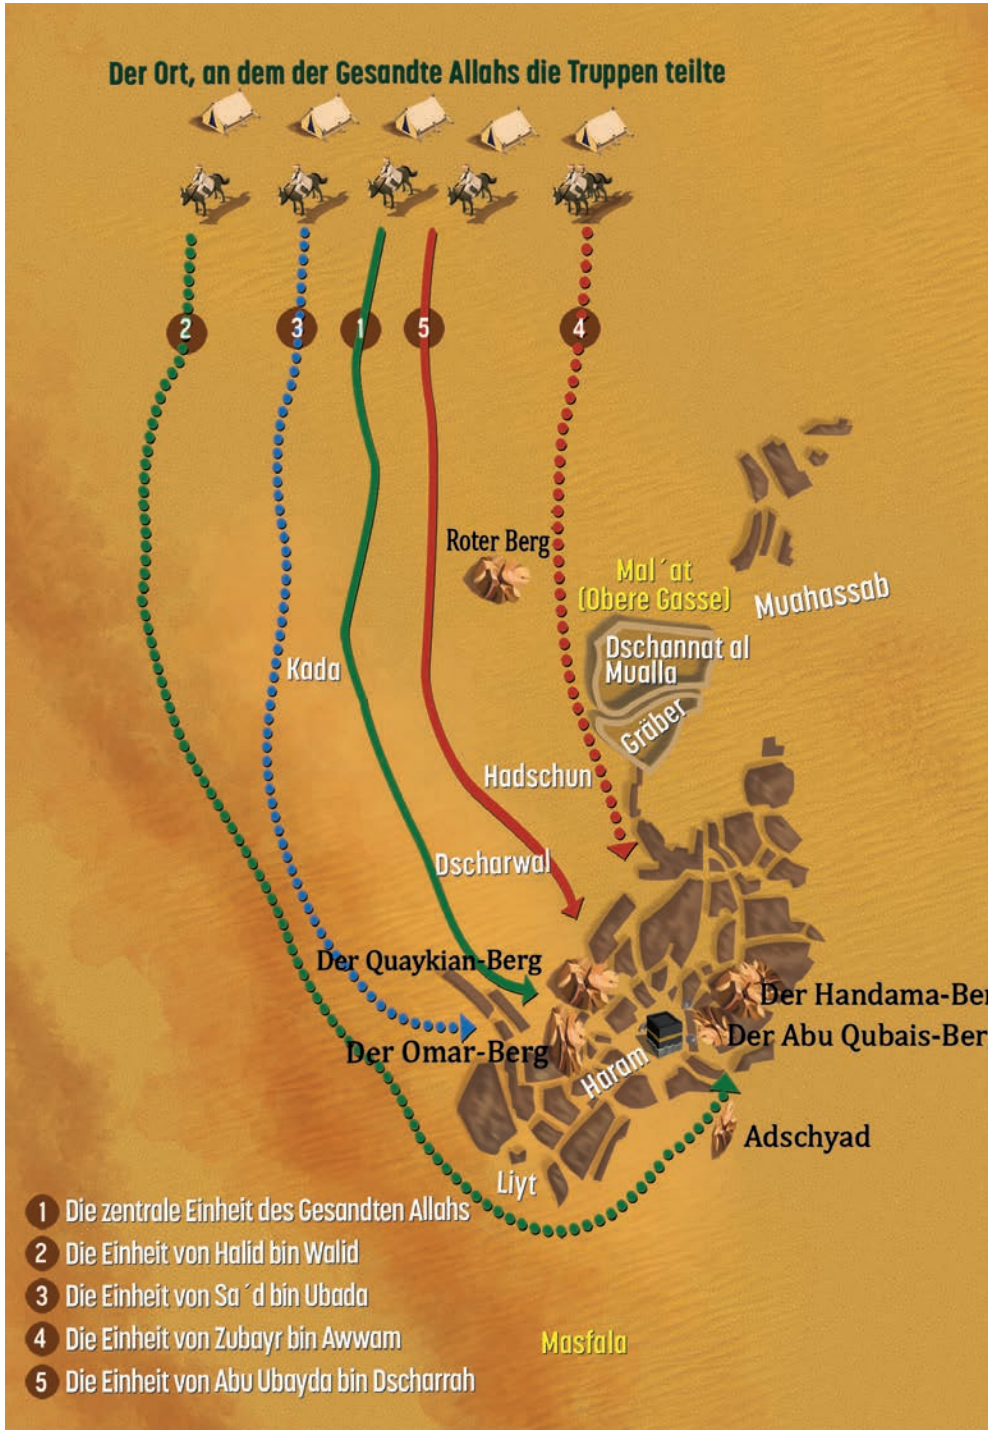 Der Ort, an dem der Gesandte Allahs die Truppen teilte
2
3
1
5
4
Roter Berg
Mal´at
(Obere Gasse)
Muahassab
Dschannat al
Mualla
Gräber
Kada
Hadschun
Dscharwal
Der Quaykian-Berg
Der Handama-Ber
Der Omar-Berg
Der Abu Qubais-Ber
Haram
Adschyad
Liyt
1 Die zentrale Einheit des Gesandten Allahs
2 Die Einheit von Halid bin Walid
3 Die Einheit von Sa´d bin Ubada
4 Die Einheit von Zubayr bin Awwam
5 Die Einheit von Abu Ubayda bin Dscharrah
Masfala